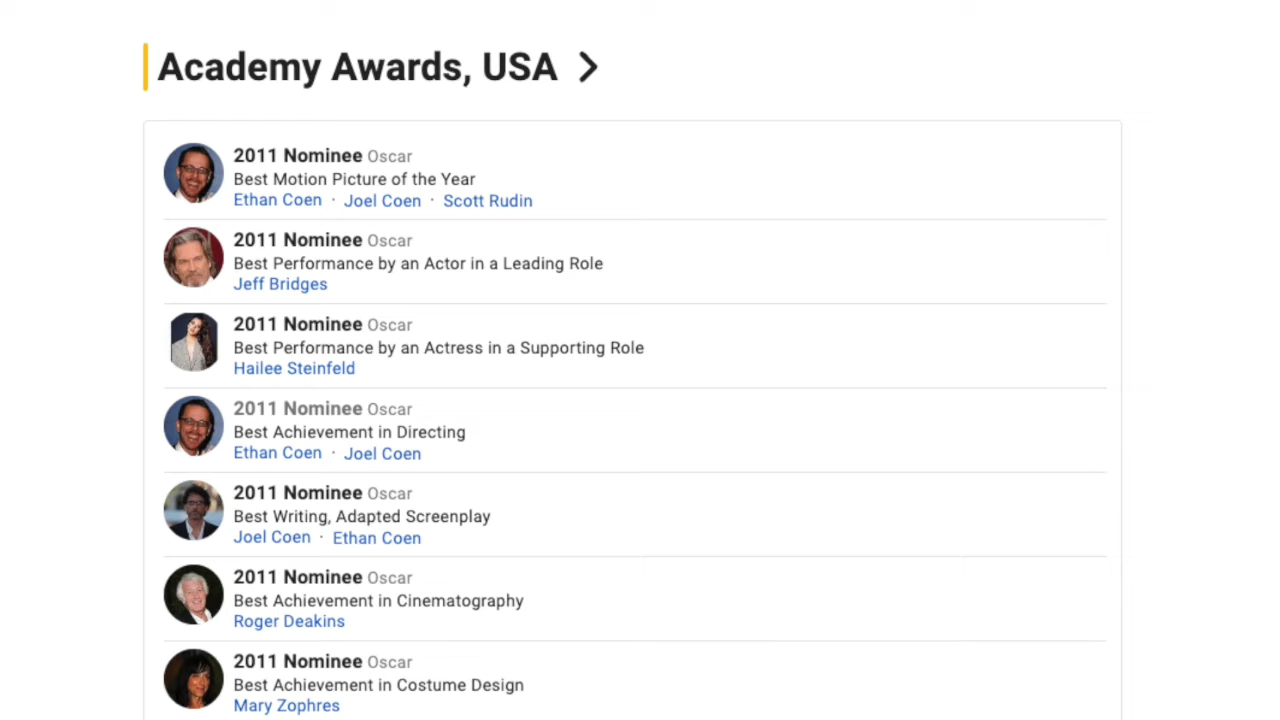 Academy Awards, USA
2011 Nominee Oscar
Best Motion Picture of the Year
Ethan Coen · Joel Coen · Scott Rudin
2011 Nominee Oscar
Best Performance by an Actor in a Leading Role
Jeff Bridges
2011 Nominee Oscar
Best Performance by an Actress in a Supporting Role
Hailee Steinfeld
2011 Nominee Oscar
Best Achievement in Directing
Ethan Coen · Joel Coen
2011 Nominee Oscar
Best Writing, Adapted Screenplay
Joel Coen · Ethan Coen
2011 Nominee Oscar
Best Achievement in Cinematography
Roger Deakins
2011 Nominee Oscar
Best Achievement in Costume Design
Mary Zophres